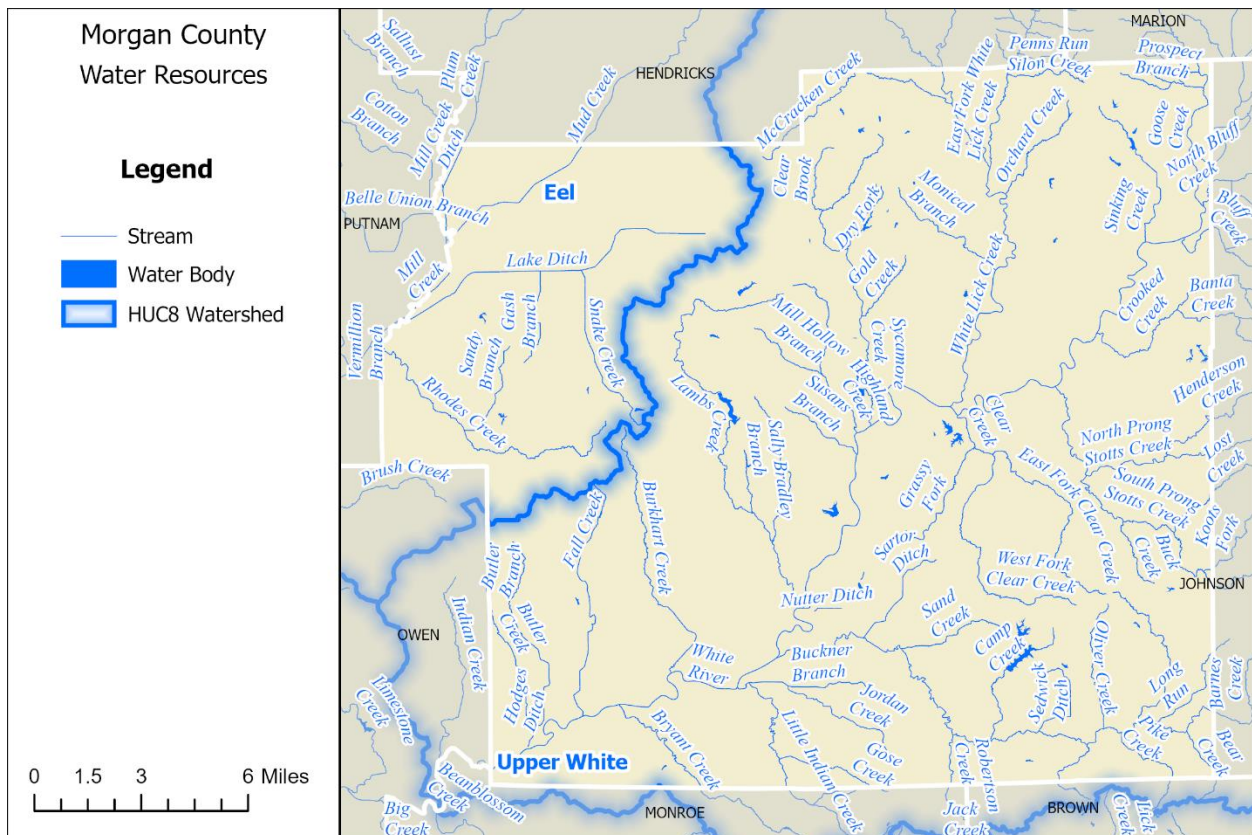 Morgan County
Water Resources
Legend
Stream
Water Body
HUC8 Watershed
0 1.5 3 6 Miles
MARION
HENDRICKS
PUTNAM
OWEN
MONROE
BROWN
JOHNSON
Eel
Upper White
Sallust
Branch
Plum
Creek
Cotton
Branch
Mill Creek
Ditch
Mud Creek
Belle Union Branch
Mill
Creek
Vermillion
Branch
Lake Ditch
Sandy
Branch
Gash
Branch
Snake Creek
Rhodes Creek
Brush Creek
McCracken Creek
Clear
Brook
East Fork White
Lick Creek
Penns Run
Silon Creek
Prospect
Branch
Orchard Creek
Goose
Creek
North Bluff
Creek
Bluff
Creek
Sinking
Creek
Monical
Branch
Dry Fork
Gold
Creek
White Lick Creek
Crooked
Creek
Banta
Creek
Mill Hollow
Branch
Sycamore
Creek
Highland
Creek
Susans
Branch
Lambs Creek
Sally Bradley
Branch
Clear
Creek
Henderson
Creek
North Prong
Stotts Creek
Lost
Creek
South Prong
Stotts Creek
Koots
Fork
Buck
Creek
East Fork Clear Creek
West Fork
Clear Creek
Grassy
Fork
Sartor
Ditch
Nutter Ditch
Sand
Creek
Camp
Creek
Buckner
Branch
White
River
Burkhart Creek
Fall Creek
Butler
Branch
Butler
Creek
Hodges
Ditch
Indian Creek
Limestone
Creek
Beanblossom
Creek
Big
Creek
Bryant Creek
Little Indian Creek
Jordan
Creek
Gose
Creek
Robertson
Creek
Jack
Creek
Sedwick
Ditch
Oliver Creek
Long
Run
Pike
Creek
Barnes
Creek
Bear
Creek
Creek